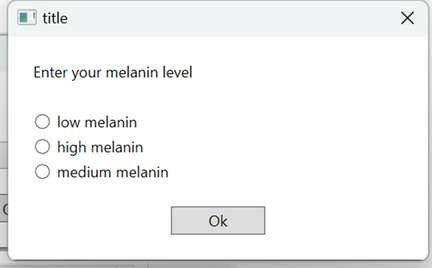 title
Enter your melanin level
low melanin
high melanin
medium melanin
Ok